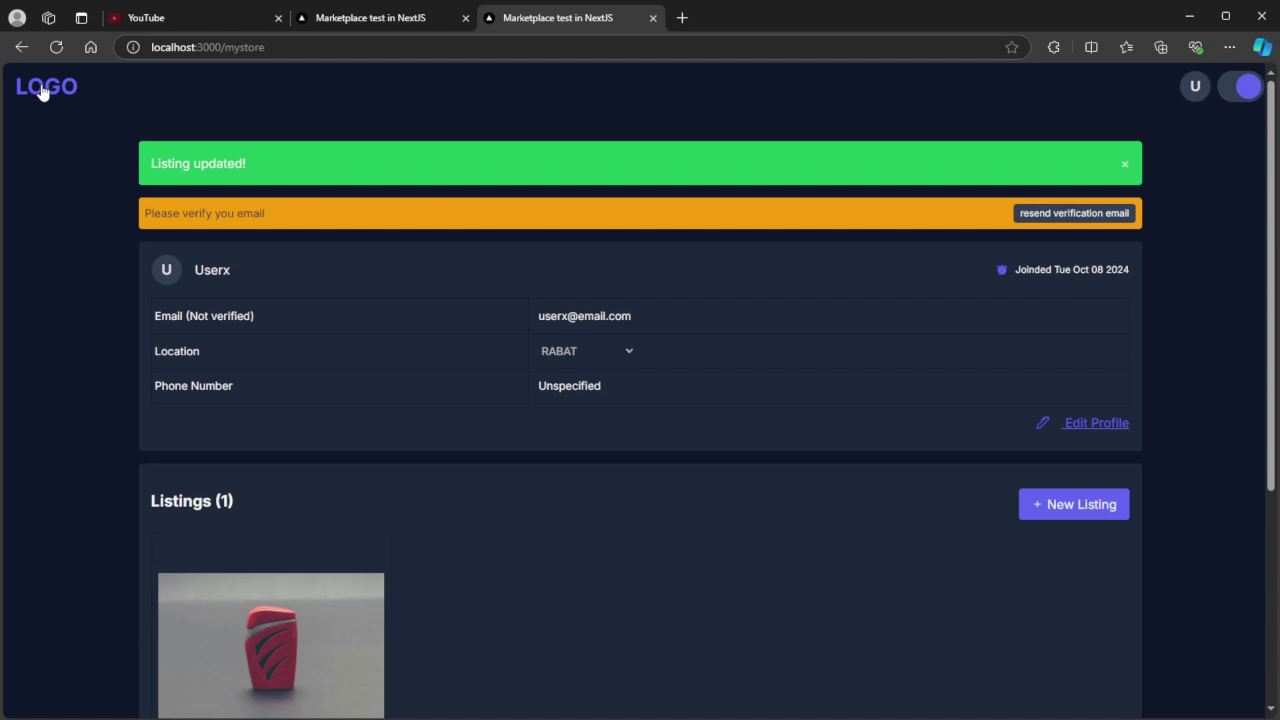 YouTube
Marketplace test in NextJS
Marketplace test in NextJS
localhost:3000/mystore
LOGO
U
Listing updated!
×
Please verify you email
resend verification email
U
Userx
Joinded Tue Oct 08 2024
Email (Not verified)
userx@email.com
Location
RABAT
Phone Number
Unspecified
Edit Profile
Listings (1)
+ New Listing